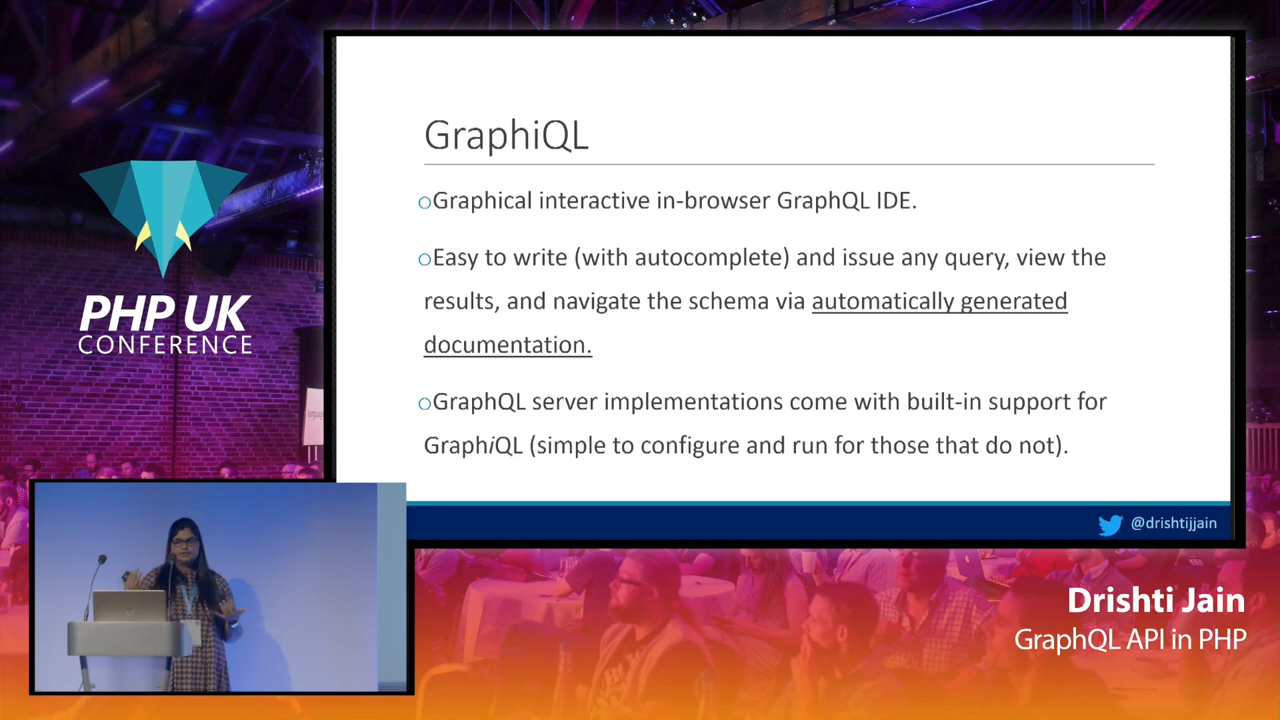 GraphiQL
○Graphical interactive in-browser GraphQL IDE.
○Easy to write (with autocomplete) and issue any query, view the
results, and navigate the schema via automatically generated
documentation.
○GraphQL server implementations come with built-in support for
GraphiQL (simple to configure and run for those that do not).
@drishtijjain
PHP UK
CONFERENCE
Drishti Jain
GraphQL API in PHP